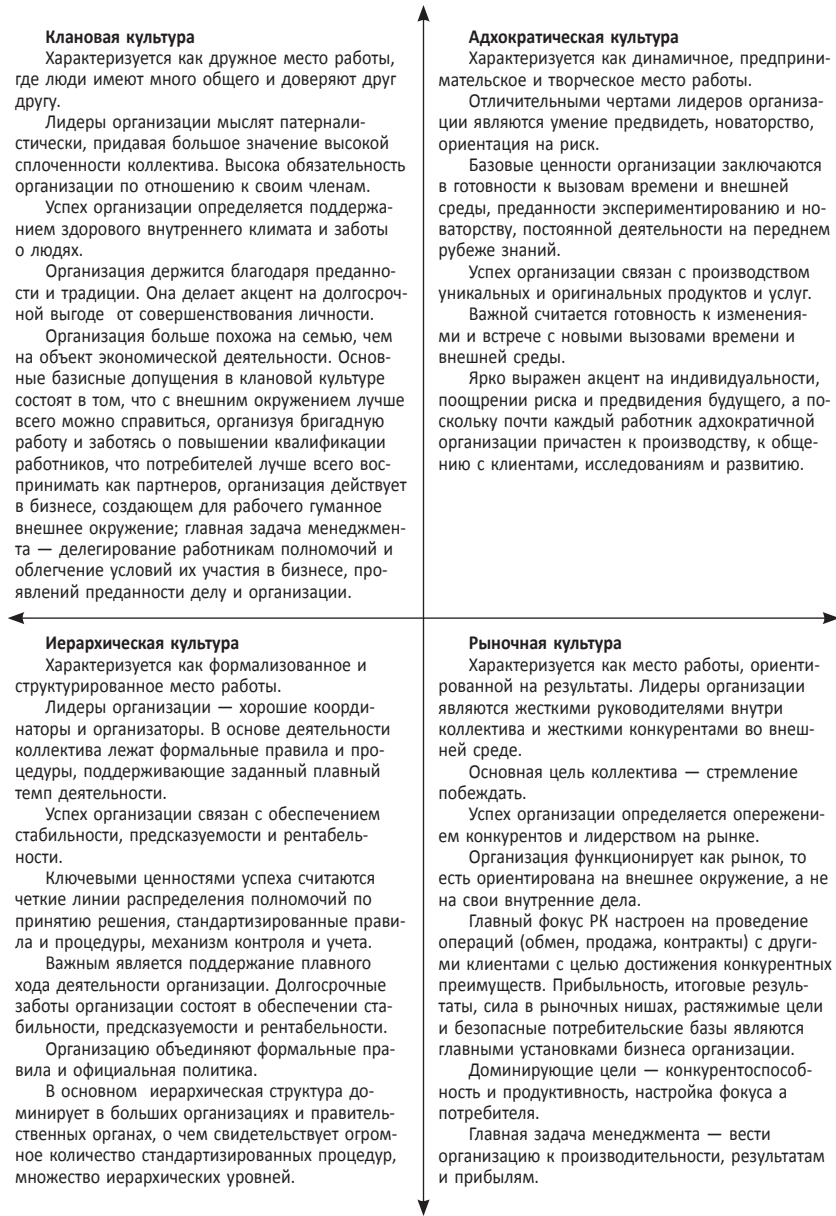 Клановая культура
Характеризуется как дружное место работы,
где люди имеют много общего и доверяют друг
другу.
Лидеры организации мыслят патернали-
стически, придавая большое значение высокой
сплоченности коллектива. Высока обязательность
организации по отношению к своим членам.
Успех организации определяется поддержа-
нием здорового внутреннего климата и заботы
о людях.
Организация держится благодаря преданно-
сти и традиции. Она делает акцент на долгосроч-
ной выгоде от совершенствования личности.
Организация больше похожа на семью, чем
на объект экономической деятельности. Основ-
ные базисные допущения в клановой культуре
состоят в том, что с внешним окружением лучше
всего можно справиться, организуя бригадную
работу и заботясь о повышении квалификации
работников, что потребителей лучше всего вос-
принимать как партнеров, организация действует
в бизнесе, создающем для рабочего гуманное
внешнее окружение; главная задача менеджмен-
та — делегирование работникам полномочий и
облегчение условий их участия в бизнесе, про-
явлений преданности делу и организации.
Адхократическая культура
Характеризуется как динамичное, предприни-
мательское и творческое место работы.
Отличительными чертами лидеров организа-
ции являются умение предвидеть, новаторство,
ориентация на риск.
Базовые ценности организации заключаются
в готовности к вызовам времени и внешней
среды, преданности экспериментированию и но-
ваторству, постоянной деятельности на переднем
рубеже знаний.
Успех организации связан с производством
уникальных и оригинальных продуктов и услуг.
Важной считается готовность к изменения-
ми и встрече с новыми вызовами времени и
внешней среды.
Ярко выражен акцент на индивидуальности,
поощрении риска и предвидения будущего, а по-
скольку почти каждый работник адхократичной
организации причастен к производству, к обще-
нию с клиентами, исследованиям и развитию.
Иерархическая культура
Характеризуется как формализованное и
структурированное место работы.
Лидеры организации — хорошие коорди-
наторы и организаторы. В основе деятельности
коллектива лежат формальные правила и про-
цедуры, поддерживающие заданный плавный
темп деятельности.
Успех организации связан с обеспечением
стабильности, предсказуемости и рентабель-
ности.
Ключевыми ценностями успеха считаются
четкие линии распределения полномочий по
принятию решения, стандартизированные прави-
ла и процедуры, механизм контроля и учета.
Важным является поддержание плавного
хода деятельности организации. Долгосрочные
заботы организации состоят в обеспечении ста-
бильности, предсказуемости и рентабельности.
Организацию объединяют формальные пра-
вила и официальная политика.
В основном иерархическая структура до-
минирует в больших организациях и правитель-
ственных органах, о чем свидетельствует огром-
ное количество стандартизированных процедур,
множество иерархических уровней.
Рыночная культура
Характеризуется как место работы, ориенти-
рованной на результаты. Лидеры организации
являются жесткими руководителями внутри
коллектива и жесткими конкурентами во внеш-
ней среде.
Основная цель коллектива — стремление
побеждать.
Успех организации определяется опережени-
ем конкурентов и лидерством на рынке.
Организация функционирует как рынок, то
есть ориентирована на внешнее окружение, а не
на свои внутренние дела.
Главный фокус РК настроен на проведение
операций (обмен, продажа, контракты) с други-
ми клиентами с целью достижения конкурентных
преимуществ. Прибыльность, итоговые резуль-
таты, сила в рыночных нишах, растяжимые цели
и безопасные потребительские базы являются
главными установками бизнеса организации.
Доминирующие цели — конкурентоспособ-
ность и продуктивность, настройка фокуса а
потребителя.
Главная задача менеджмента — вести
организацию к производительности, результатам
и прибылям.